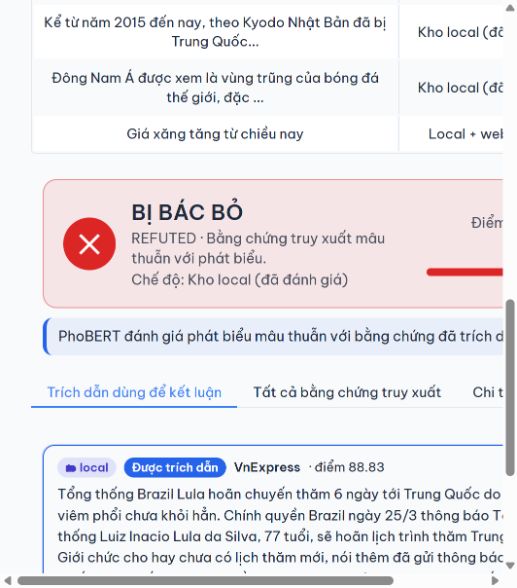 Kể từ năm 2015 đến nay, theo Kyodo Nhật Bản đã bị
Trung Quốc...
Kho local (đã
Đông Nam Á được xem là vùng trũng của bóng đá
thế giới, đặc ...
Kho local (đã
Giá xăng tăng từ chiều nay
Local + web
BỊ BÁC BỎ
REFUTED · Bằng chứng truy xuất mâu
thuẫn với phát biểu.
Chế độ: Kho local (đã đánh giá)
Điểm
PhoBERT đánh giá phát biểu mâu thuẫn với bằng chứng đã trích d
Trích dẫn dùng để kết luận
Tất cả bằng chứng truy xuất
Chi t
local
Được trích dẫn
VnExpress · điểm 88.83
Tổng thống Brazil Lula hoãn chuyến thăm 6 ngày tới Trung Quốc do
viêm phổi chưa khỏi hẳn. Chính quyền Brazil ngày 25/3 thông báo T
thống Luiz Inacio Lula da Silva, 77 tuổi, sẽ hoãn lịch trình thăm Trung
Giới chức cho hay chưa có lịch thăm mới, nói thêm đã gửi thông báo